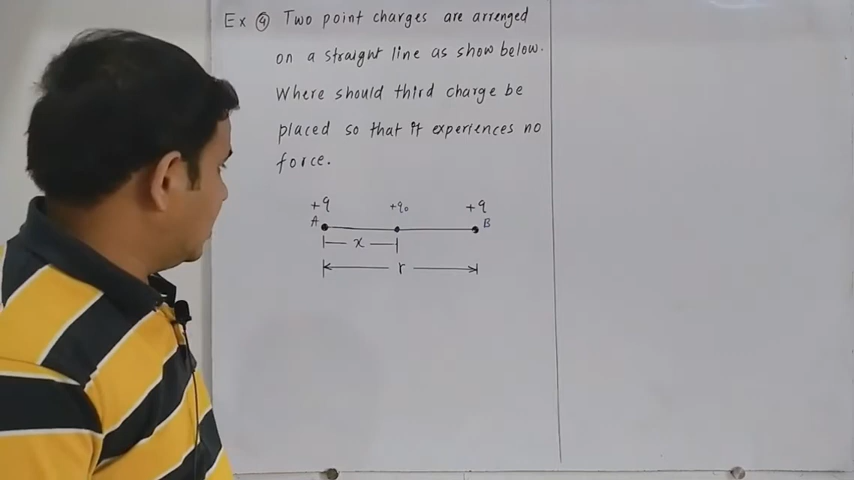 Ex ④ Two point charges are arranged
on a straight line as show below.
Where should third charge be
placed so that it experiences no
force.
+q +q₀ +q
A B
x
r